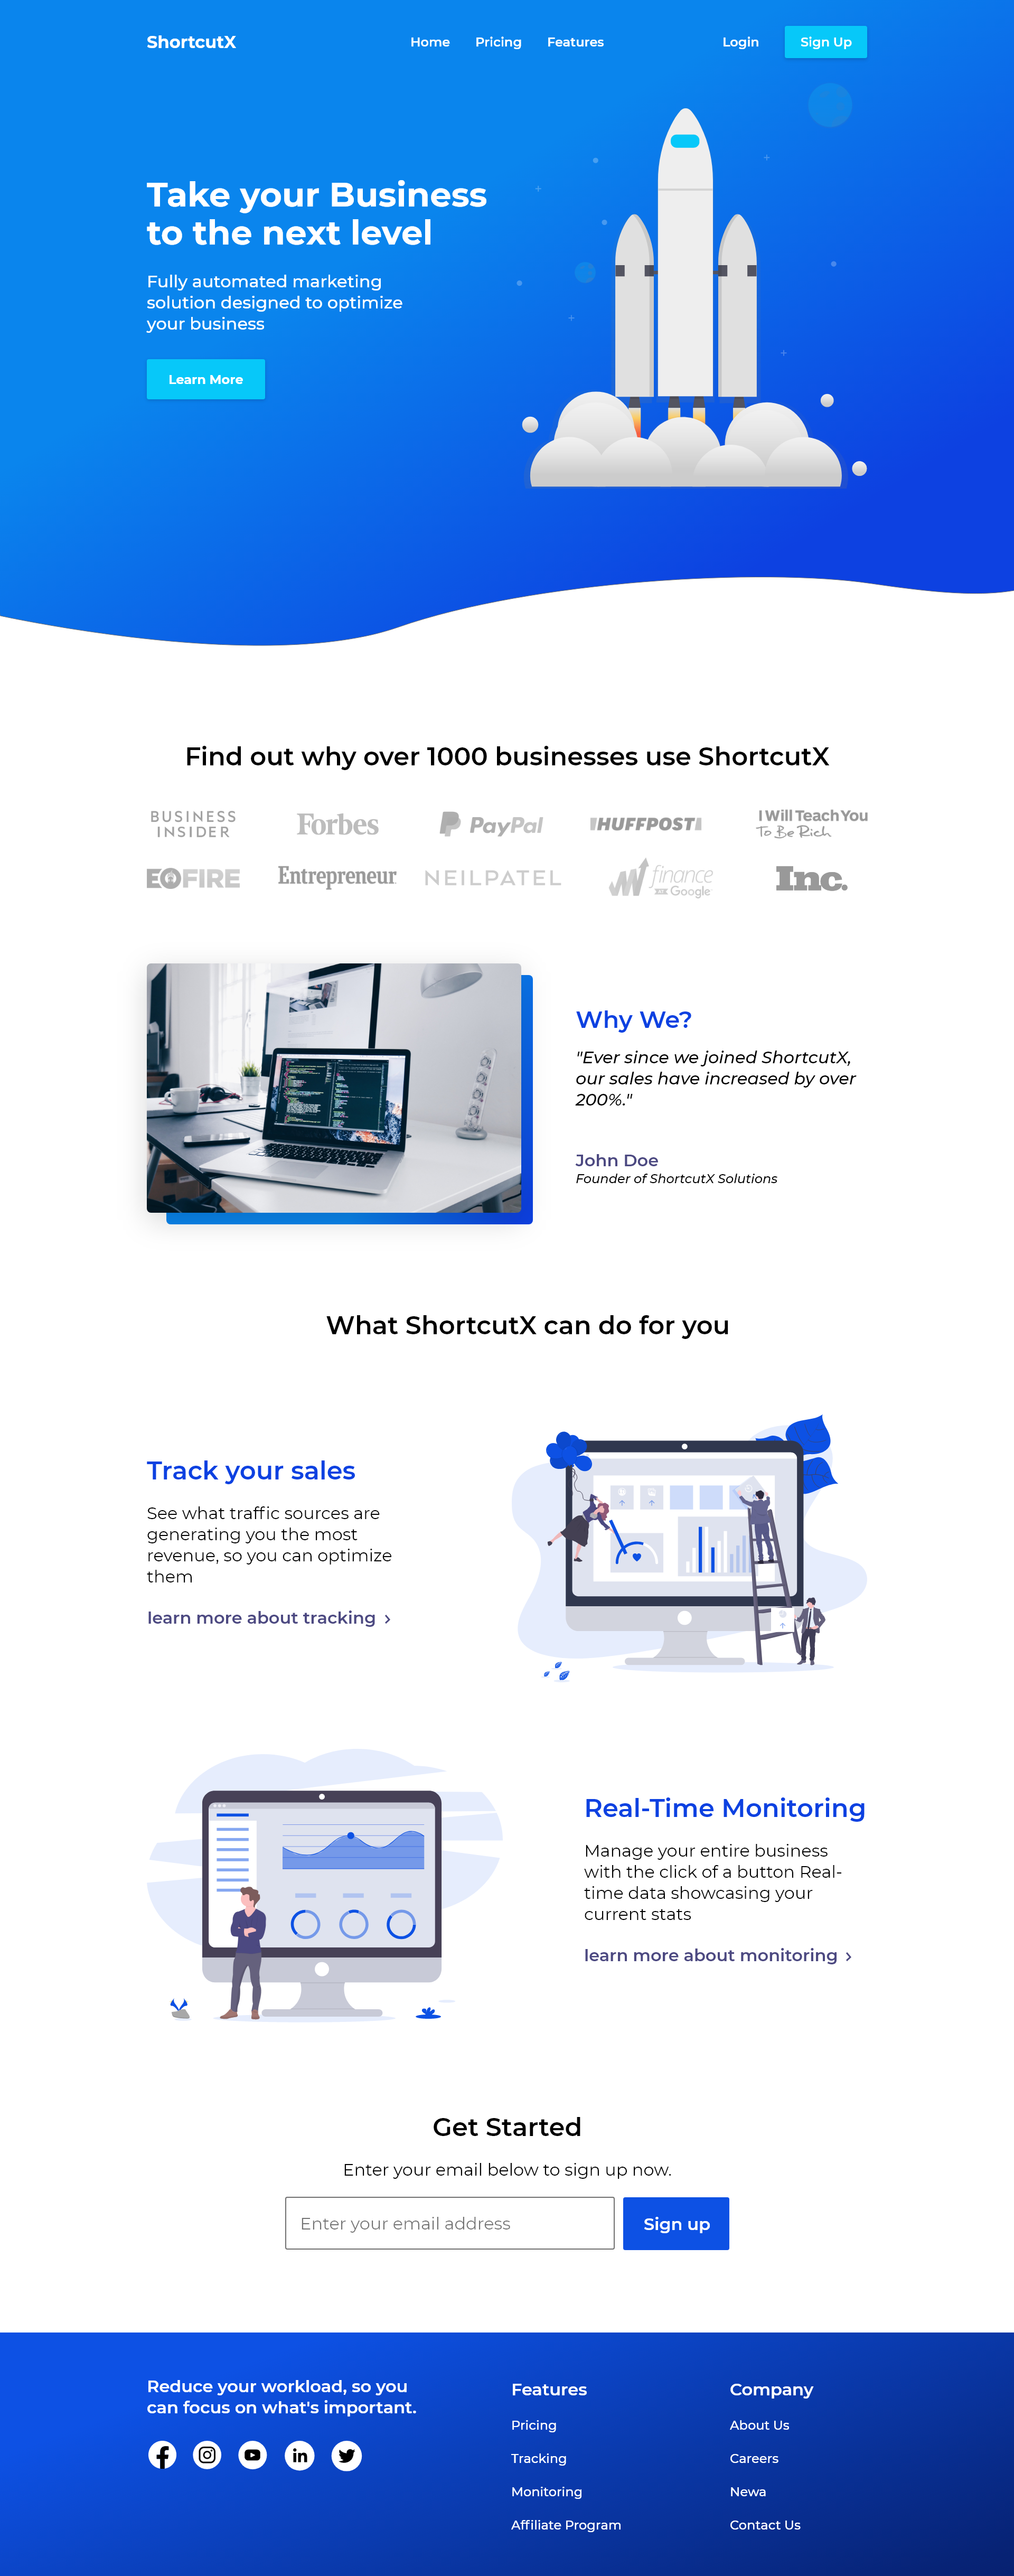 ShortcutX
Home Pricing Features
Login Sign Up
Take your Business
to the next level
Fully automated marketing
solution designed to optimize
your business
Learn More
Find out why over 1000 businesses use ShortcutX
BUSINESS
INSIDER
Forbes
PayPal
HUFFPOST
I Will Teach You
To Be Rich
EOFIRE
Entrepreneur
NEILPATEL
finance
Google
Inc.
Why We?
"Ever since we joined ShortcutX,
our sales have increased by over
200%."
John Doe
Founder of ShortcutX Solutions
What ShortcutX can do for you
Track your sales
See what traffic sources are
generating you the most
revenue, so you can optimize
them
learn more about tracking
Real-Time Monitoring
Manage your entire business
with the click of a button Real-
time data showcasing your
current stats
learn more about monitoring
Get Started
Enter your email below to sign up now.
Enter your email address
Sign up
Reduce your workload, so you
can focus on what's important.
Features
Pricing
Tracking
Monitoring
Affiliate Program
Company
About Us
Careers
Newa
Contact Us